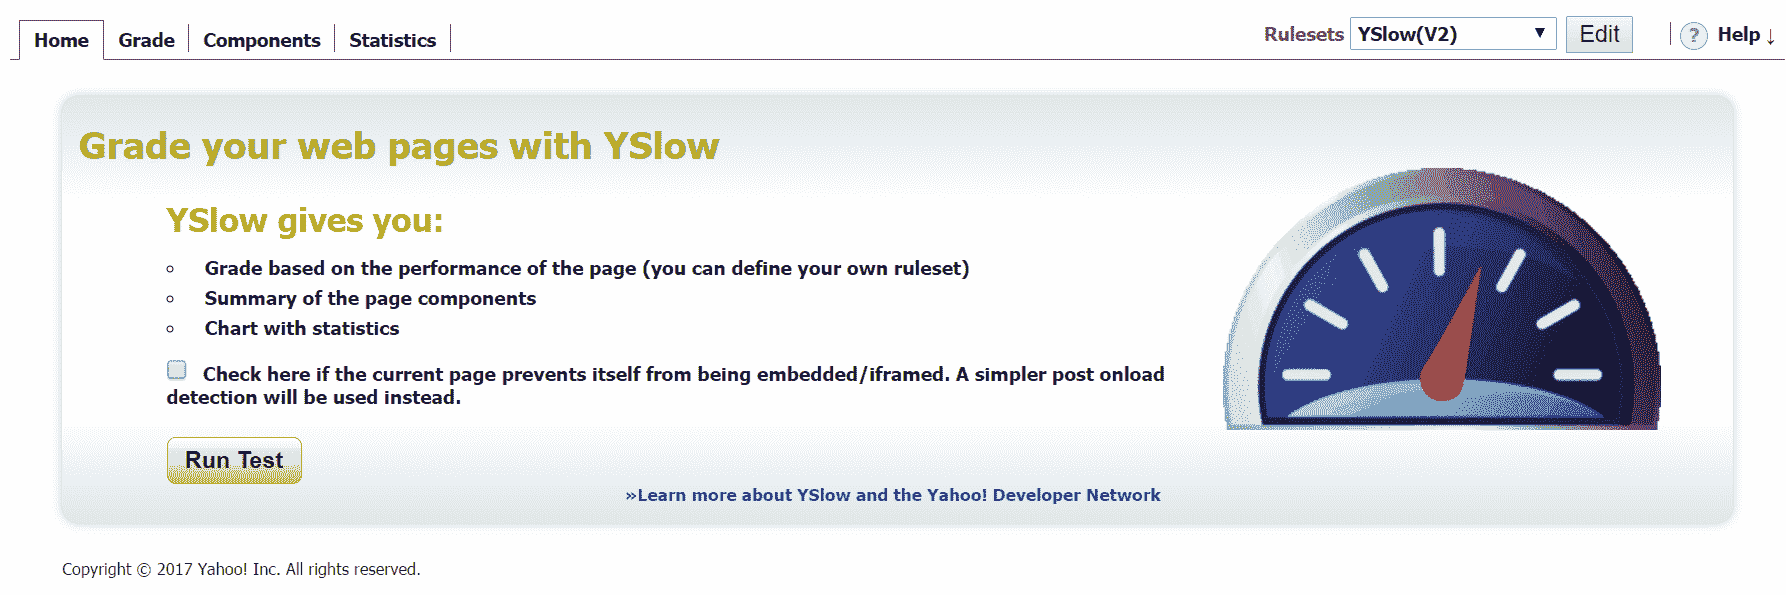 Home Grade Components Statistics Rulesets YSlow(V2) ▼ Edit ? Help ↓
Grade your web pages with YSlow
YSlow gives you:
Grade based on the performance of the page (you can define your own ruleset)
Summary of the page components
Chart with statistics
Check here if the current page prevents itself from being embedded/iframed. A simpler post onload
detection will be used instead.
Run Test
»Learn more about YSlow and the Yahoo! Developer Network
Copyright © 2017 Yahoo! Inc. All rights reserved.